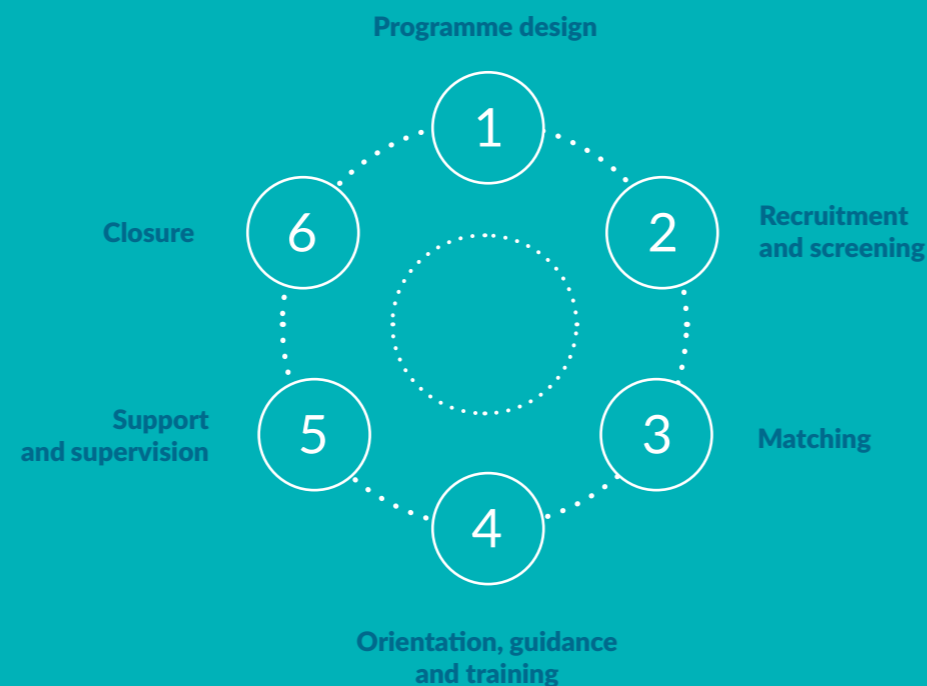 Programme design
1
6
2
Closure
Recruitment
and screening
5
3
Support
and supervision
Matching
4
Orientation, guidance
and training